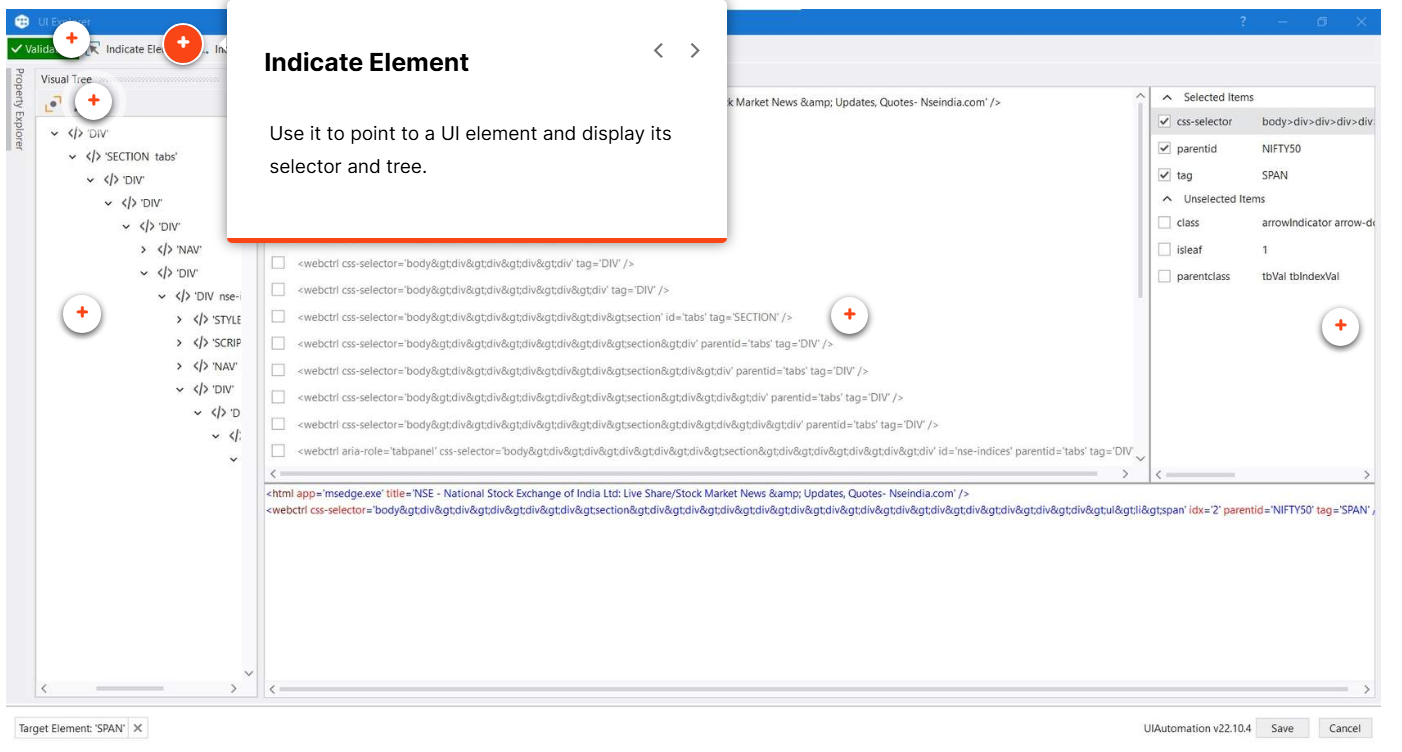 UI Explorer
Indicate Element
Use it to point to a UI element and display its
selector and tree.
Indicate
Property Explorer
Visual Tree
'DIV'
'SECTION tabs'
'DIV'
'DIV'
'DIV'
'NAV'
'DIV'
'DIV nse-i
'STYLE
'SCRIP
'NAV'
'DIV'
'D
k Market News &amp; Updates, Quotes- Nseindia.com' />
<webctrl css-selector='body&gt;div&gt;div&gt;div&gt;div' tag='DIV' />
<webctrl css-selector='body&gt;div&gt;div&gt;div&gt;div&gt;div' tag='DIV' />
<webctrl css-selector='body&gt;div&gt;div&gt;div&gt;div&gt;div&gt;section' id='tabs' tag='SECTION' />
<webctrl css-selector='body&gt;div&gt;div&gt;div&gt;div&gt;div&gt;section&gt;div' parentid='tabs' tag='DIV' />
<webctrl css-selector='body&gt;div&gt;div&gt;div&gt;div&gt;div&gt;section&gt;div&gt;div' parentid='tabs' tag='DIV' />
<webctrl css-selector='body&gt;div&gt;div&gt;div&gt;div&gt;div&gt;section&gt;div&gt;div&gt;div' parentid='tabs' tag='DIV' />
<webctrl css-selector='body&gt;div&gt;div&gt;div&gt;div&gt;div&gt;section&gt;div&gt;div&gt;div&gt;div' parentid='tabs' tag='DIV' />
<webctrl aria-role='tabpanel' css-selector='body&gt;div&gt;div&gt;div&gt;div&gt;div&gt;section&gt;div&gt;div&gt;div&gt;div&gt;div' id='nse-indices' parentid='tabs' tag='DIV'
Selected Items
css-selector body>div>div>div>div
parentid NIFTY50
tag SPAN
Unselected Items
class arrowIndicator arrow-do
isleaf 1
parentclass tbVal tbIndexVal
<html app='msedge.exe' title='NSE - National Stock Exchange of India Ltd: Live Share/Stock Market News &amp; Updates, Quotes- Nseindia.com' />
<webctrl css-selector='body&gt;div&gt;div&gt;div&gt;div&gt;div&gt;section&gt;div&gt;div&gt;div&gt;div&gt;div&gt;div&gt;div&gt;div&gt;div&gt;div&gt;div&gt;ul&gt;li&gt;span' idx='2' parentid='NIFTY50' tag='SPAN' /
Target Element: 'SPAN'
UIAutomation v22.10.4
Save
Cancel